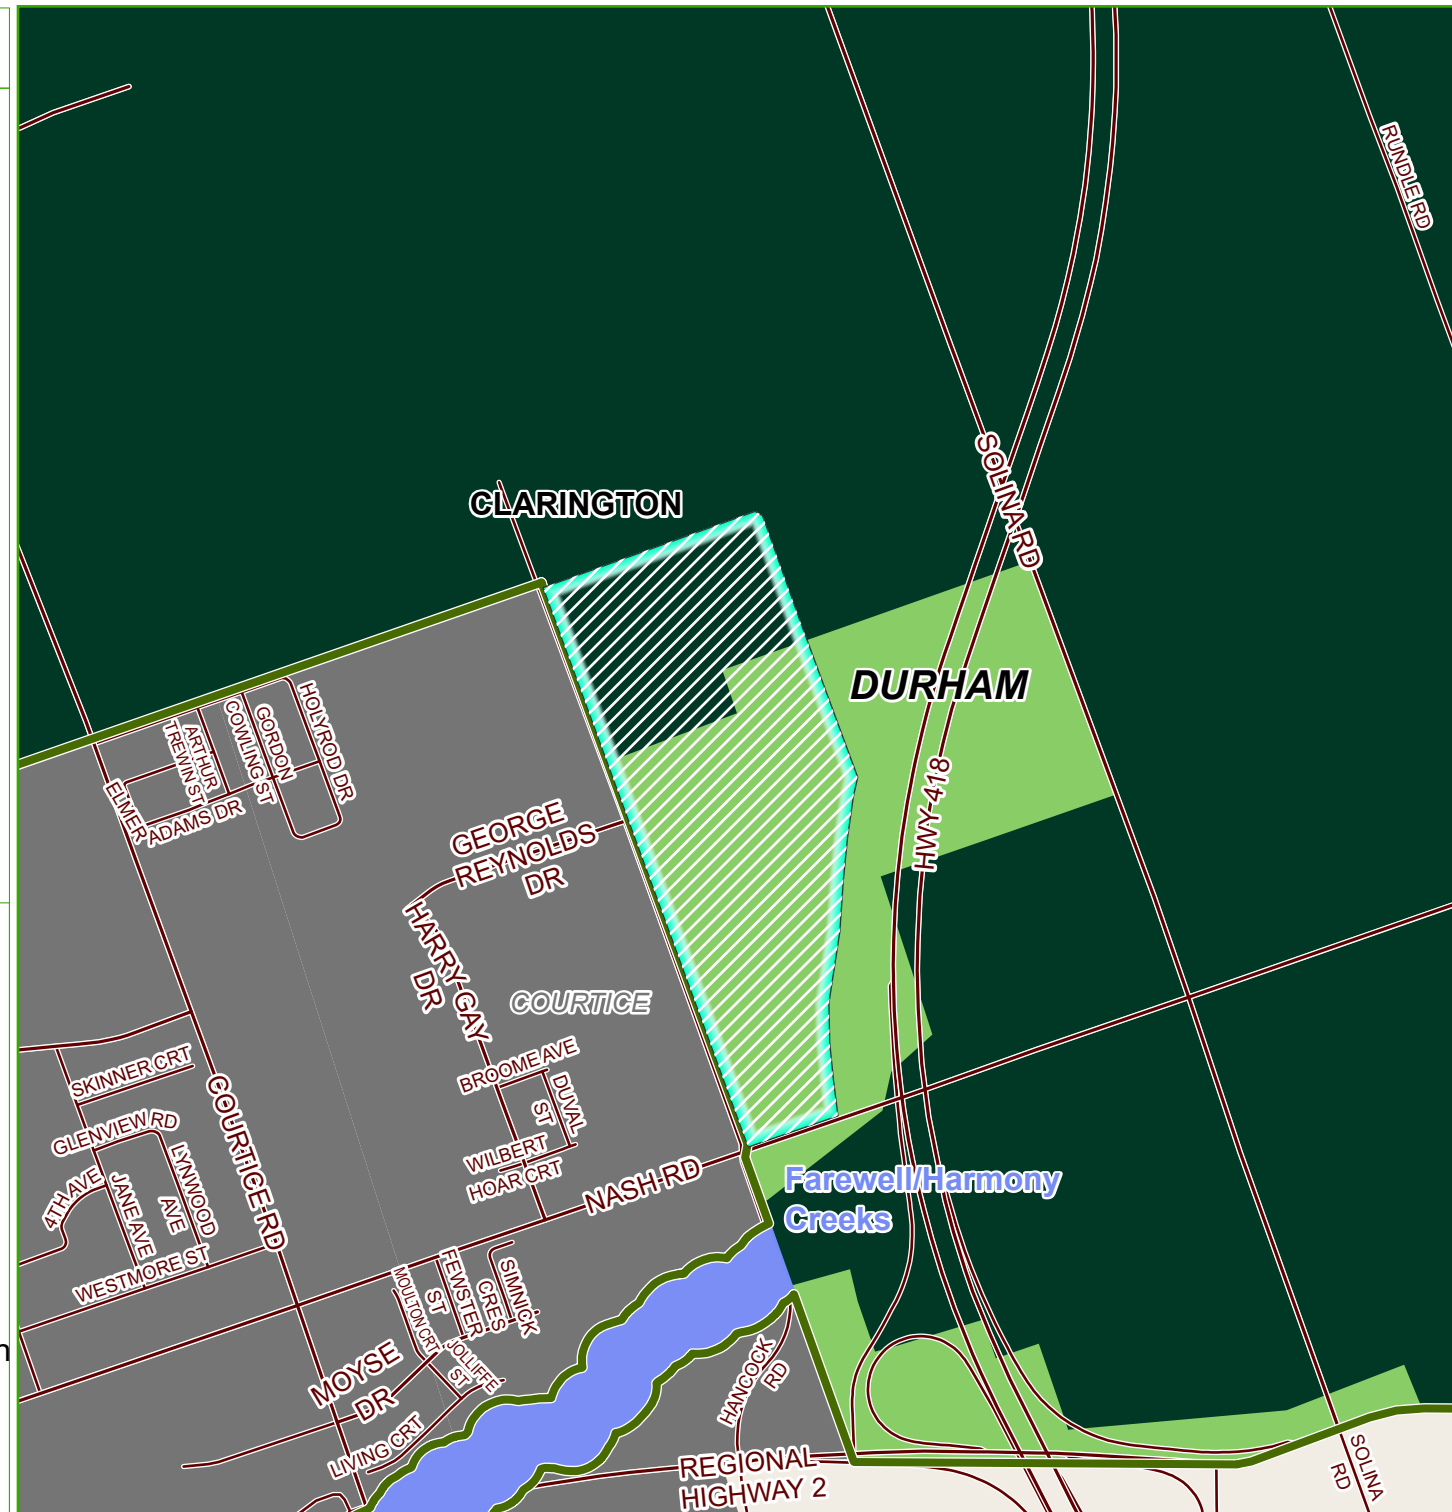 RUNDLE RD
SOLINA RD
CLARINGTON
DURHAM
HOLYROD DR
GORDON
COWLING ST
ARTHUR
TREWIN ST
ELMER
ADAMS DR
HWY-418
GEORGE
REYNOLDS
DR
HARRY GAY
DR
COURTICE
BROOME AVE
DUVAL
ST
SKINNER CRT
COURTICE RD
GLENVIEW RD
LYNWOOD
AVE
4TH AVE
JANE AVE
WESTMORE ST
WILBERT
HOAR CRT
NASH RD
Farewell/Harmony
Creeks
MOULTON CRT
FEWSTER
ST
SIMNICK
CRES
JOLLIFFE
ST
MOYSE
DR
LIVING CRT
HANCOCK
RD
REGIONAL
HIGHWAY 2
SOLINA
RD